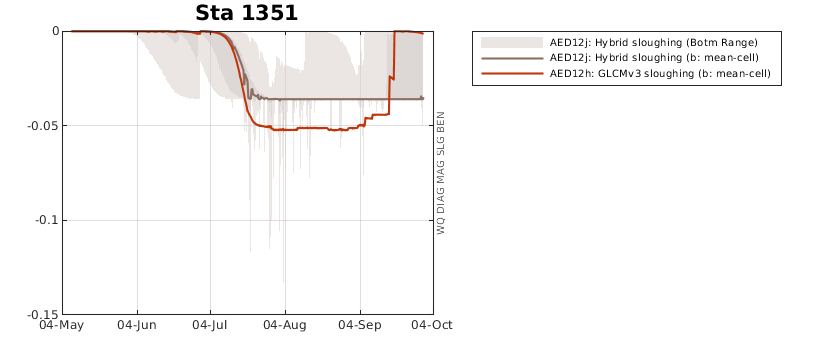 Sta 1351
0
-0.05
-0.1
-0.15
04-May
04-Jun
04-Jul
04-Aug
04-Sep
04-Oct
WQ DIAG MAG SLG BEN
AED12j: Hybrid sloughing (Botm Range)
AED12j: Hybrid sloughing (b: mean-cell)
AED12h: GLCMv3 sloughing (b: mean-cell)